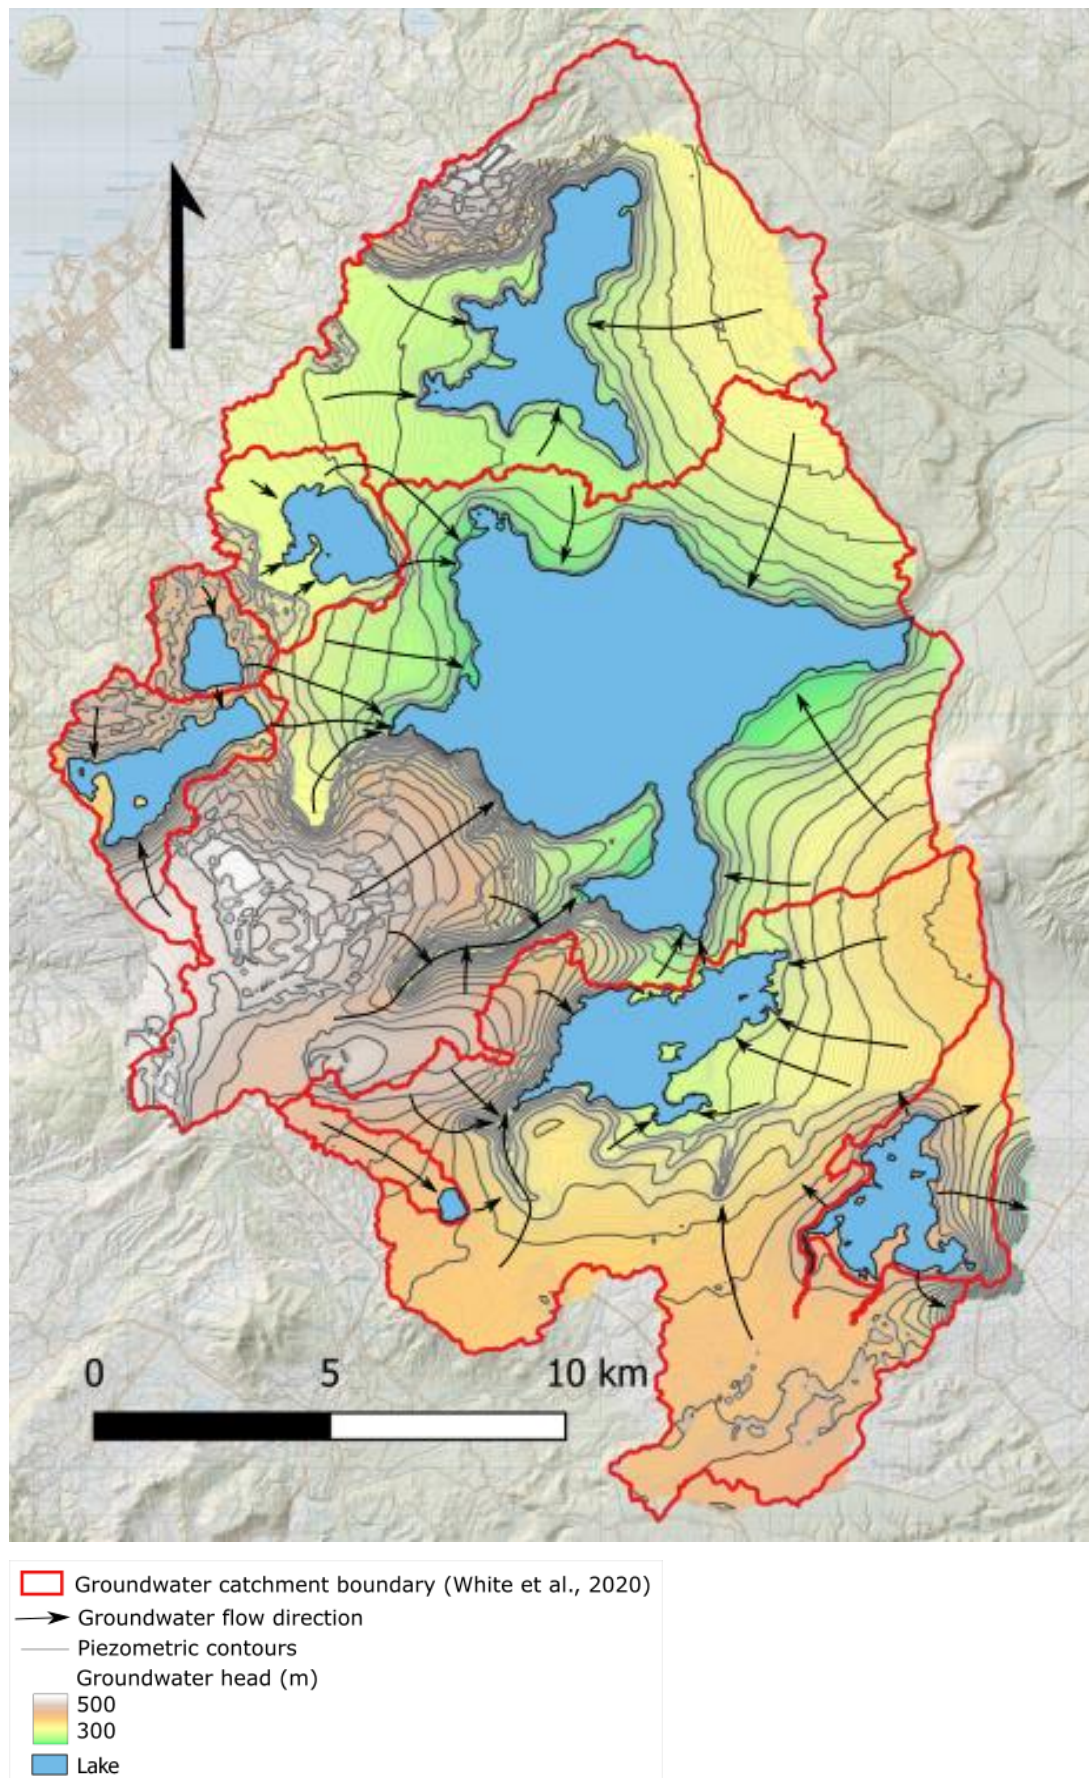 0 5 10 km
Groundwater catchment boundary (White et al., 2020)
Groundwater flow direction
Piezometric contours
Groundwater head (m)
500
300
Lake